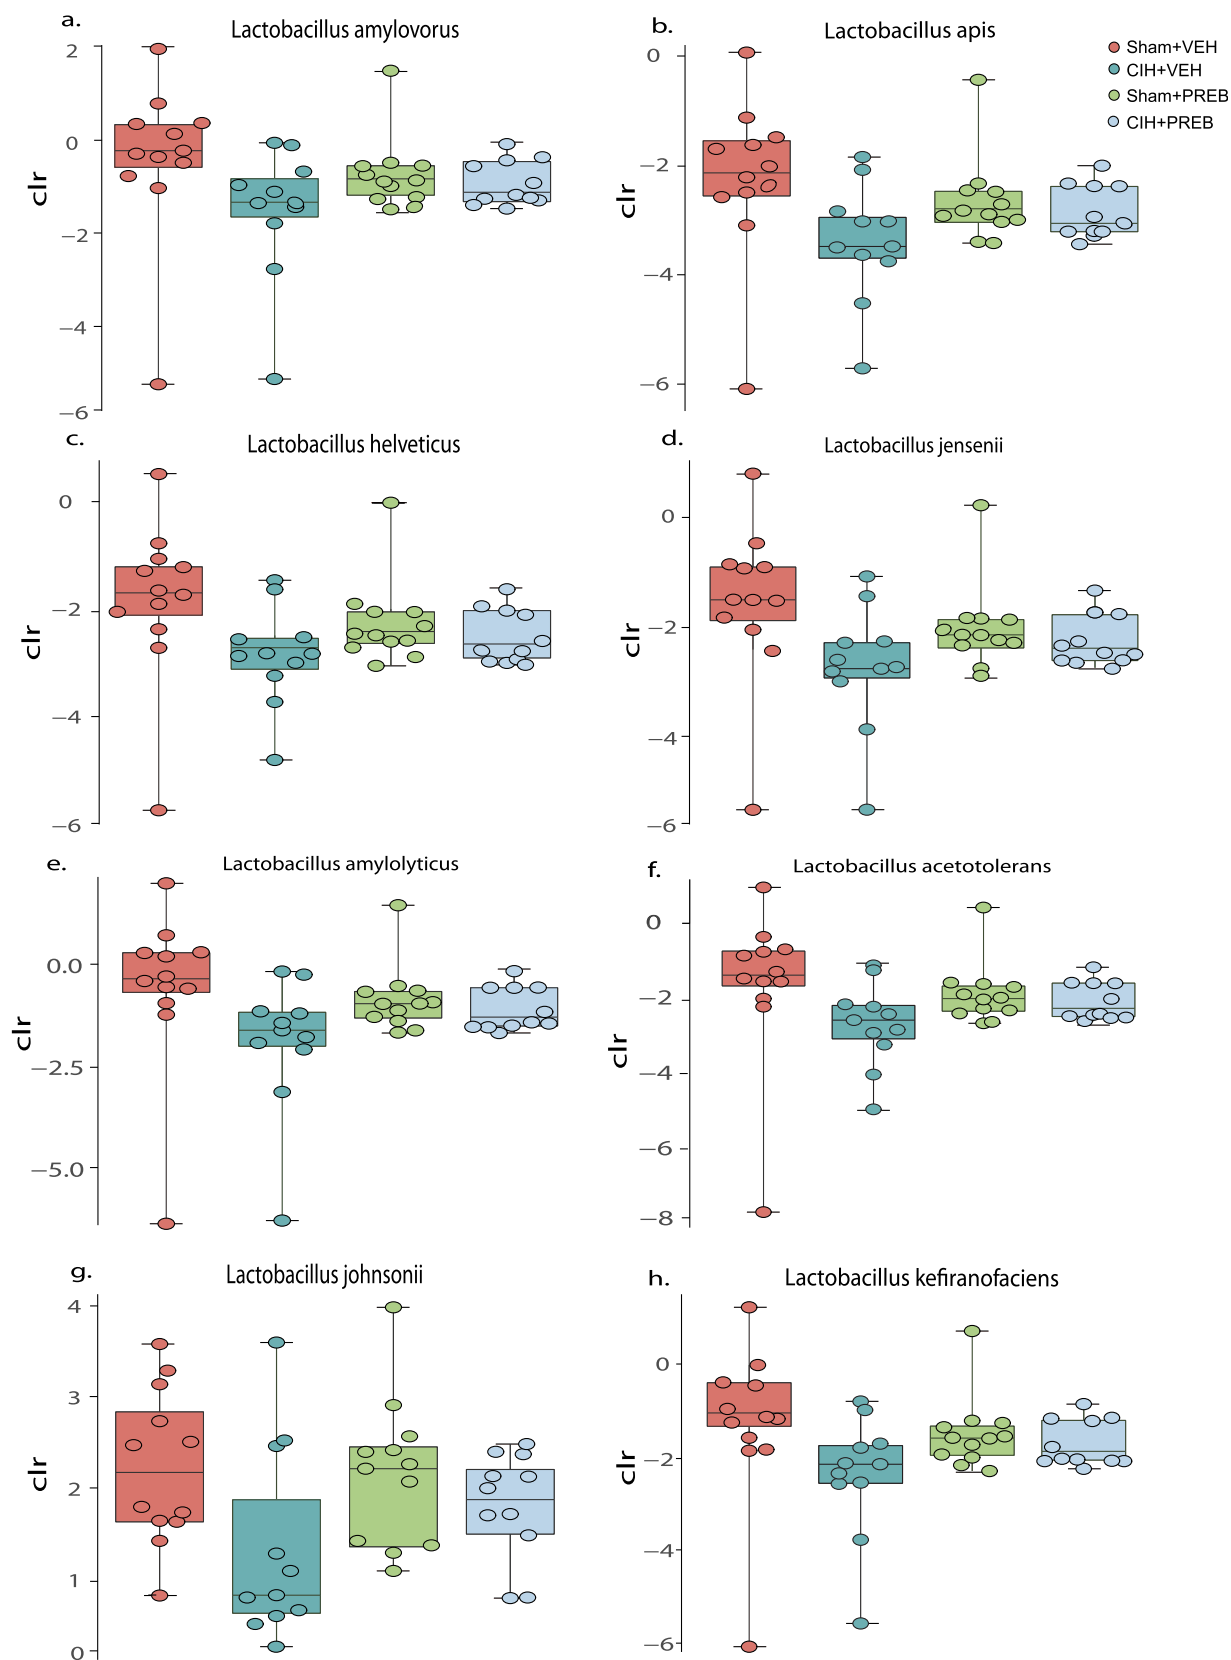 a.
Lactobacillus amylovorus
2
0
−2
−4
−6
clr
b.
Lactobacillus apis
0
−2
−4
−6
clr
Sham+VEH
CIH+VEH
Sham+PREB
CIH+PREB
c.
Lactobacillus helveticus
0
−2
−4
−6
clr
d.
Lactobacillus jensenii
0
−2
−4
−6
clr
e.
Lactobacillus amylolyticus
0.0
−2.5
−5.0
clr
f.
Lactobacillus acetotolerans
0
−2
−4
−6
−8
clr
g.
Lactobacillus johnsonii
4
3
2
1
0
clr
h.
Lactobacillus kefiranofaciens
0
−2
−4
−6
clr